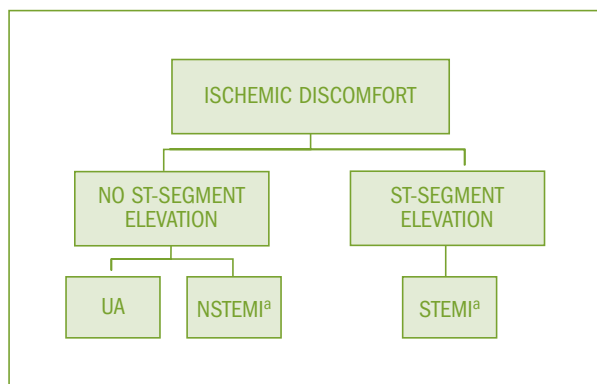 ISCHEMIC DISCOMFORT
NO ST-SEGMENT
ELEVATION
ST-SEGMENT
ELEVATION
UA
NSTEMIᵃ
STEMIᵃ